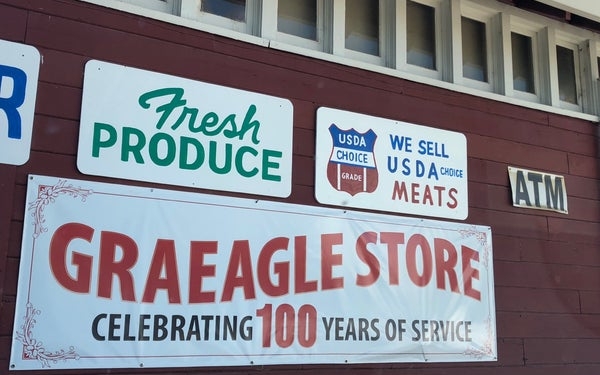 R
Fresh
PRODUCE
USDA
CHOICE
GRADE
WE SELL
USDA CHOICE
MEATS
ATM
GRAEAGLE STORE
CELEBRATING 100 YEARS OF SERVICE